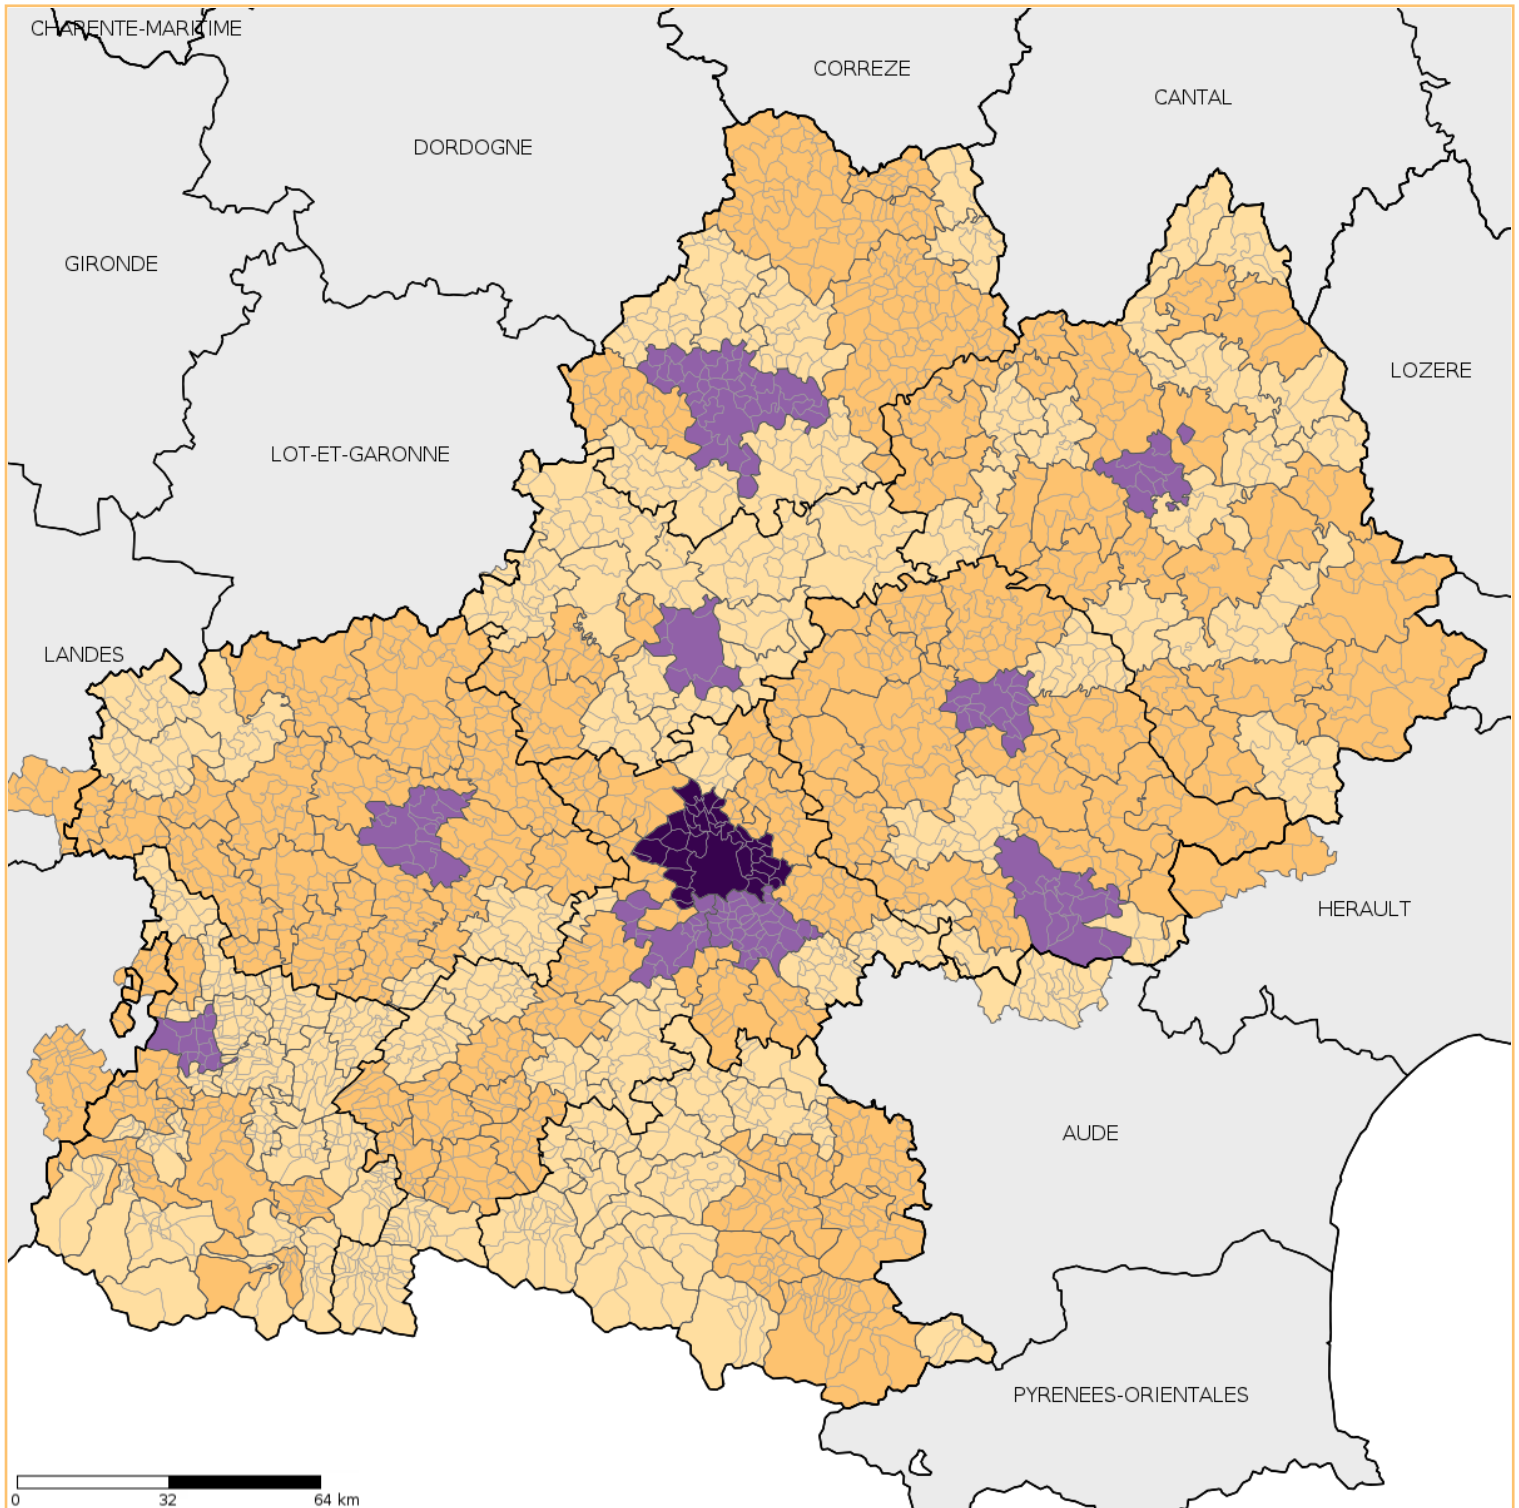 CHARENTE-MARITIME
CORREZE
CANTAL
DORDOGNE
GIRONDE
LOZERE
LOT-ET-GARONNE
LANDES
HERAULT
AUDE
PYRENEES-ORIENTALES
0 32 64 km